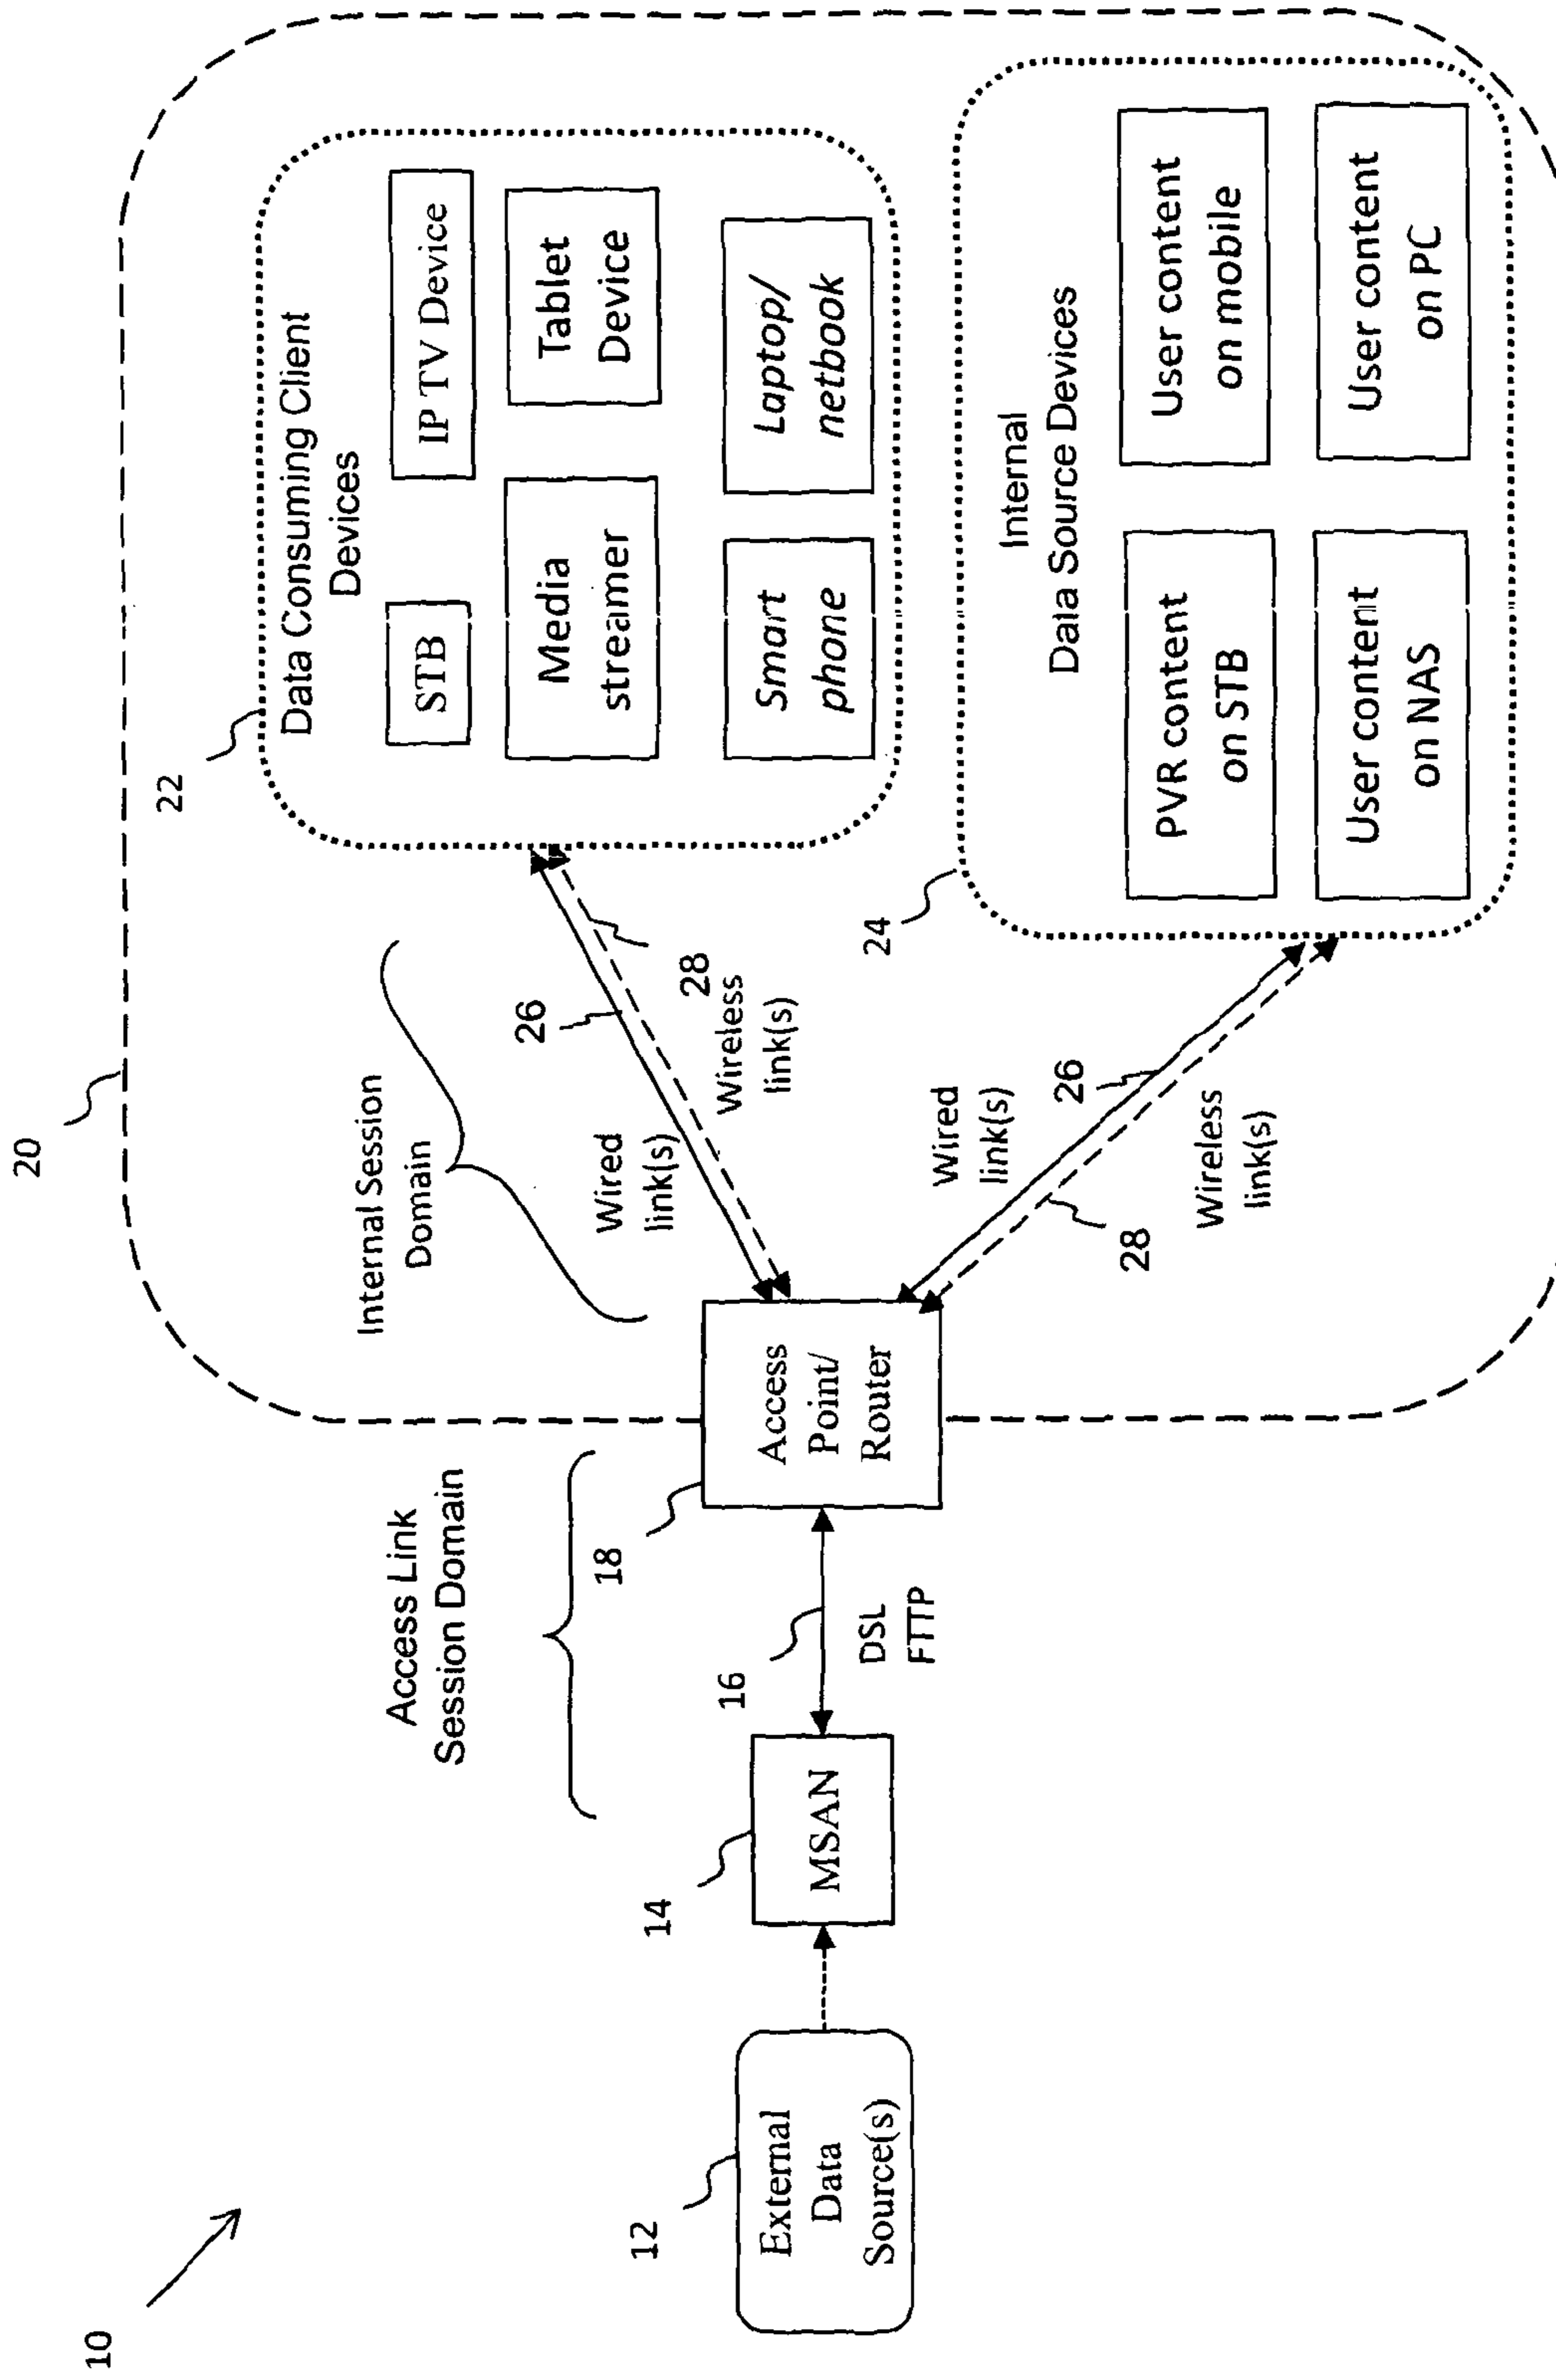 10
20
22
Data Consuming Client
Devices
STB
IP TV Device
Media
streamer
Tablet
Device
Smart
phone
Laptop/
netbook
24
Internal
Data Source Devices
PVR content
on STB
User content
on mobile
User content
on NAS
User content
on PC
Internal Session
Domain
26
28
Wired
link(s)
Wireless
link(s)
Wired
link(s)
26
28
Wireless
link(s)
Access Link
Session Domain
12
External
Data
Source(s)
14
MSAN
16
DSL
FTTP
18
Access
Point/
Router